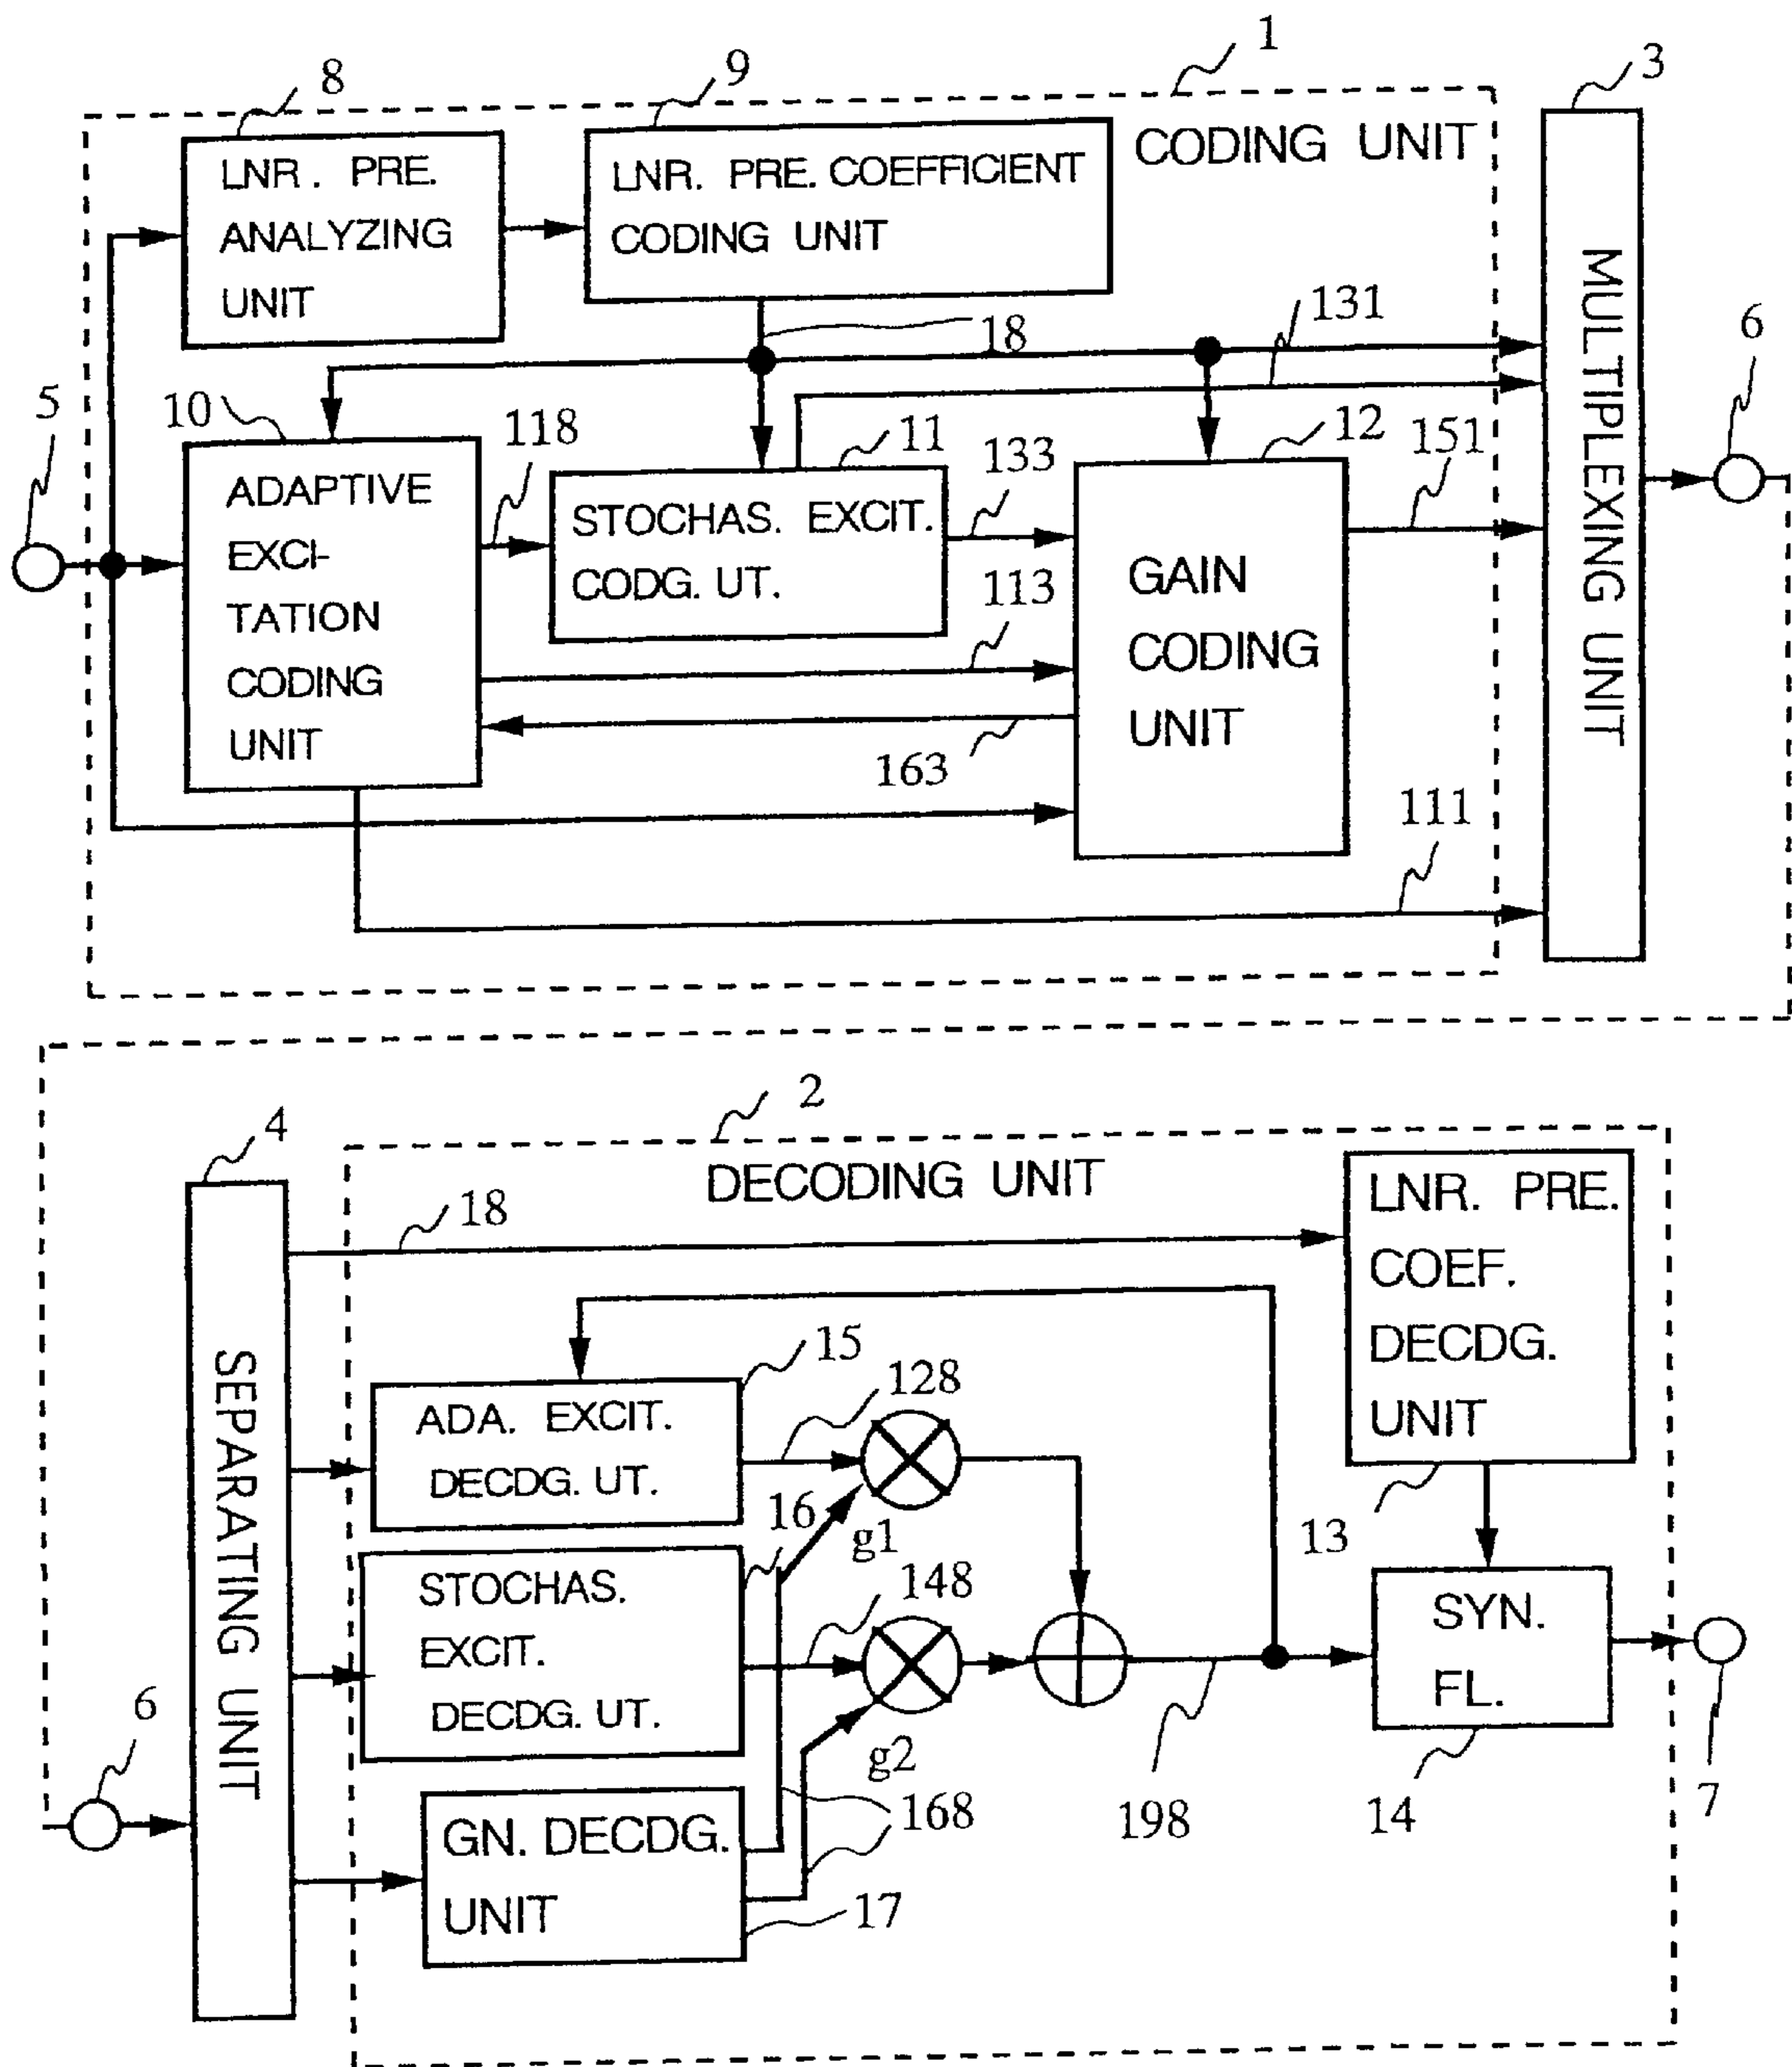 1
3
8
9
CODING UNIT
LNR. PRE.
ANALYZING
UNIT
LNR. PRE. COEFFICIENT
CODING UNIT
MULTIPLEXING UNIT
18
131
6
5
10
118
11
133
12
151
ADAPTIVE
EXCI-
TATION
CODING
UNIT
STOCHAS. EXCIT.
CODG. UT.
113
GAIN
CODING
UNIT
163
111
2
4
DECODING UNIT
LNR. PRE.
COEF.
DECDG.
UNIT
18
SEPARATING UNIT
15
128
ADA. EXCIT.
DECDG. UT.
16
g1
13
STOCHAS.
EXCIT.
DECDG. UT.
148
SYN.
FL.
6
g2
168
198
14
7
GN. DECDG.
UNIT
17